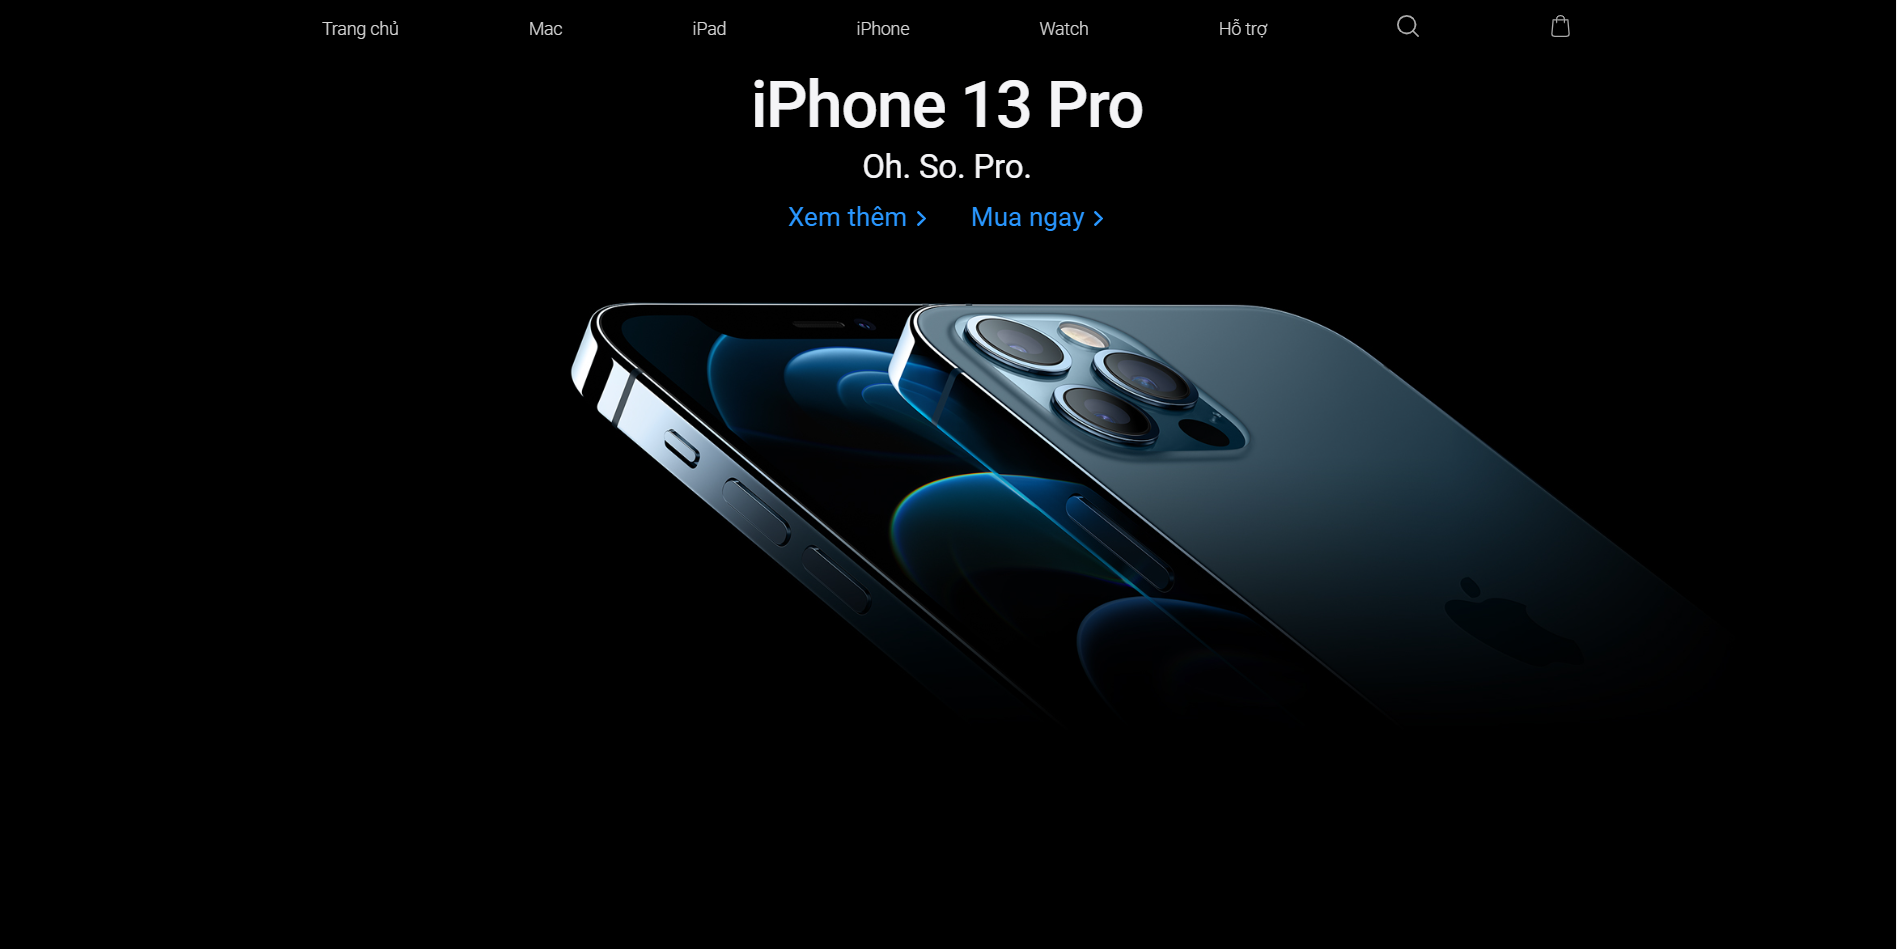 Trang chủ Mac iPad iPhone Watch Hỗ trợ
iPhone 13 Pro
Oh. So. Pro.
Xem thêm Mua ngay